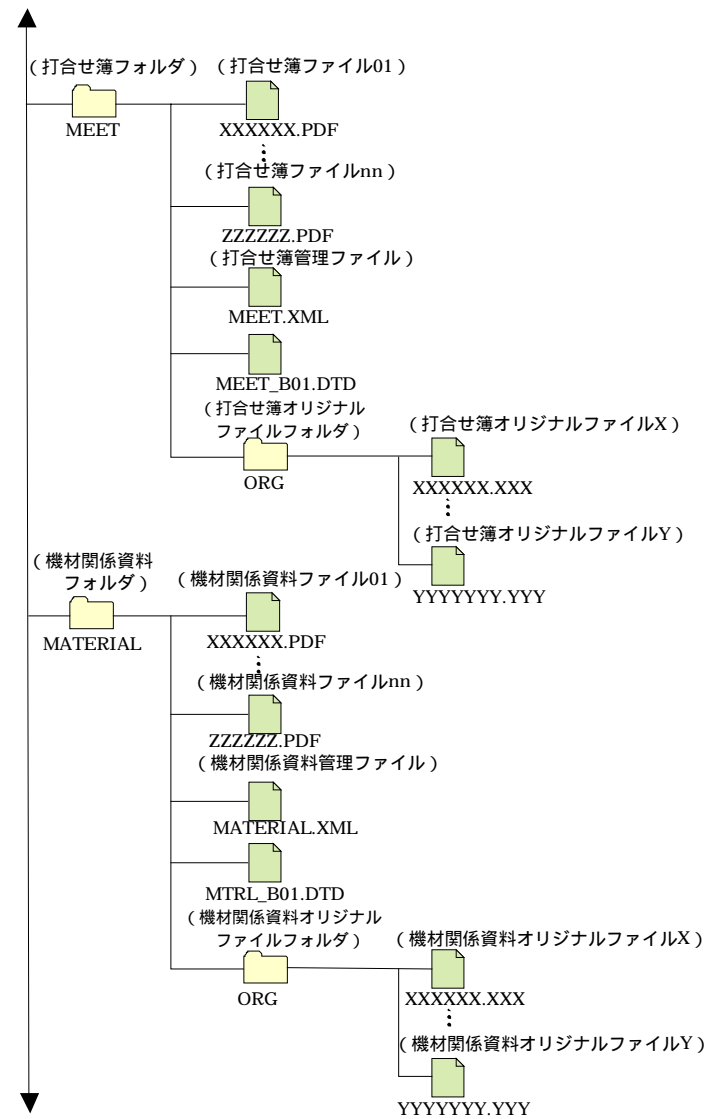 （打合せ簿フォルダ）（打合せ簿ファイル01）
MEET
XXXXXX.PDF
（打合せ簿ファイルnn）
ZZZZZZ.PDF
（打合せ簿管理ファイル）
MEET.XML
MEET_B01.DTD
（打合せ簿オリジナル
ファイルフォルダ）
ORG
（打合せ簿オリジナルファイルX）
XXXXXX.XXX
（打合せ簿オリジナルファイルY）
YYYYYYY.YYY
（機材関係資料
フォルダ）
MATERIAL
（機材関係資料ファイル01）
XXXXXX.PDF
（機材関係資料ファイルnn）
ZZZZZZ.PDF
（機材関係資料管理ファイル）
MATERIAL.XML
MTRL_B01.DTD
（機材関係資料オリジナル
ファイルフォルダ）
ORG
（機材関係資料オリジナルファイルX）
XXXXXX.XXX
（機材関係資料オリジナルファイルY）
YYYYYYY.YYY